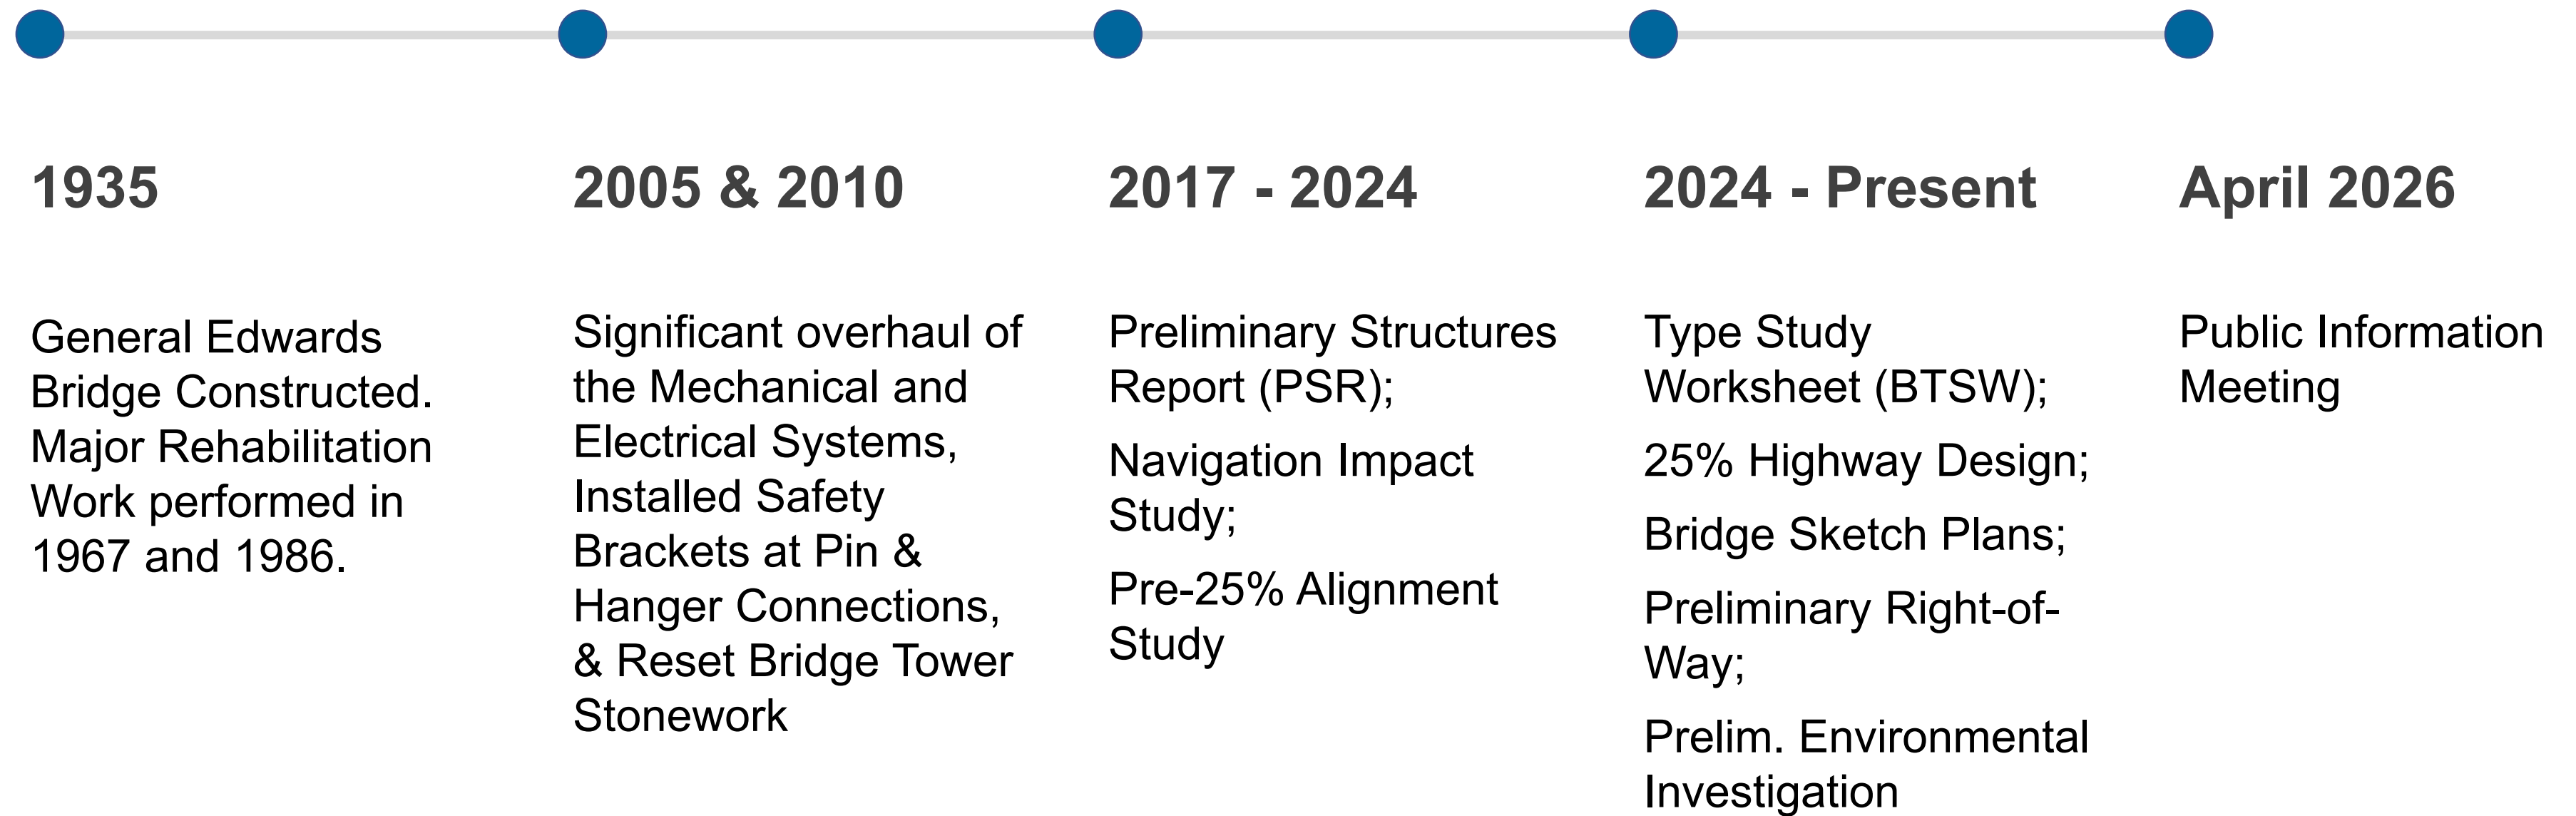 1935
General Edwards
Bridge Constructed.
Major Rehabilitation
Work performed in
1967 and 1986.
2005 & 2010
Significant overhaul of
the Mechanical and
Electrical Systems,
Installed Safety
Brackets at Pin &
Hanger Connections,
& Reset Bridge Tower
Stonework
2017 - 2024
Preliminary Structures
Report (PSR);
Navigation Impact
Study;
Pre-25% Alignment
Study
2024 - Present
Type Study
Worksheet (BTSW);
25% Highway Design;
Bridge Sketch Plans;
Preliminary Right-of-
Way;
Prelim. Environmental
Investigation
April 2026
Public Information
Meeting